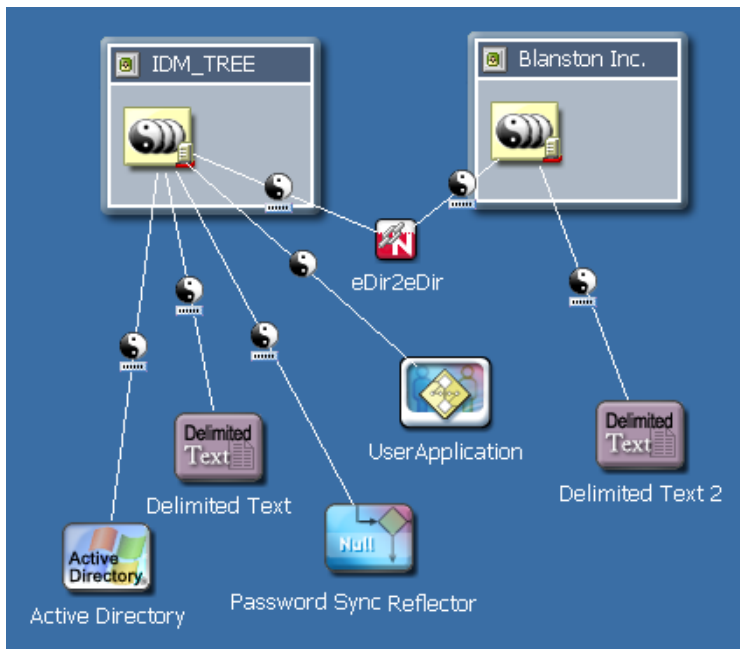 IDM_TREE
Blanston Inc.
N
eDir2eDir
UserApplication
Delimited
Text
Delimited Text
Delimited
Text
Delimited Text 2
Null
Password Sync Reflector
Active
Directory
Active Directory